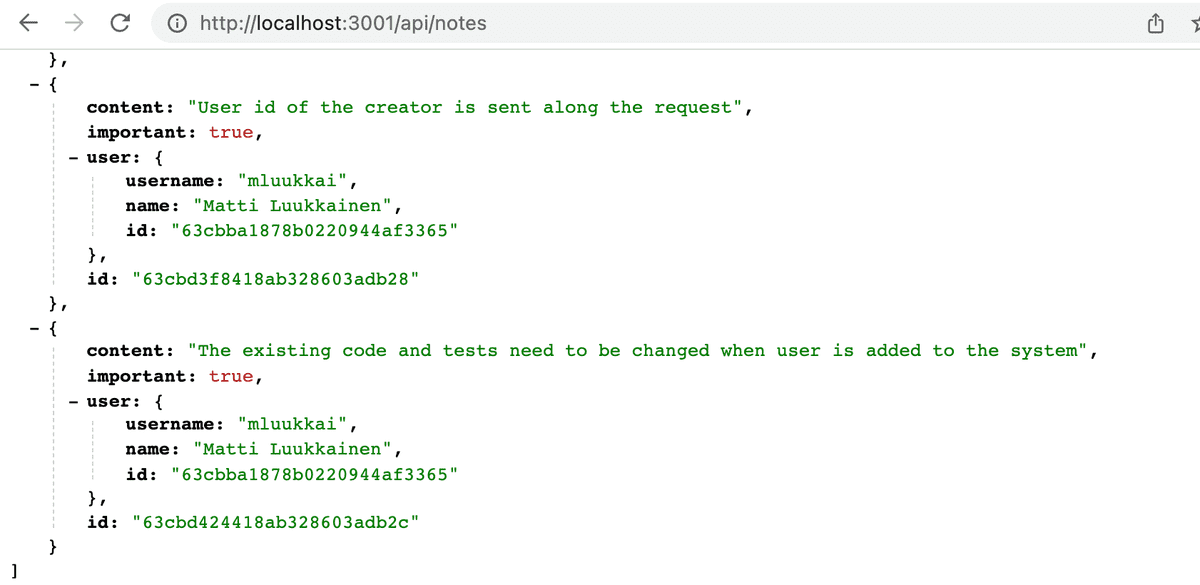 http://localhost:3001/api/notes
},
- {
content: "User id of the creator is sent along the request",
important: true,
- user: {
username: "mluukkai",
name: "Matti Luukkainen",
id: "63cbba1878b0220944af3365"
},
id: "63cbd3f8418ab328603adb28"
},
- {
content: "The existing code and tests need to be changed when user is added to the system",
important: true,
- user: {
username: "mluukkai",
name: "Matti Luukkainen",
id: "63cbba1878b0220944af3365"
},
id: "63cbd424418ab328603adb2c"
}
]